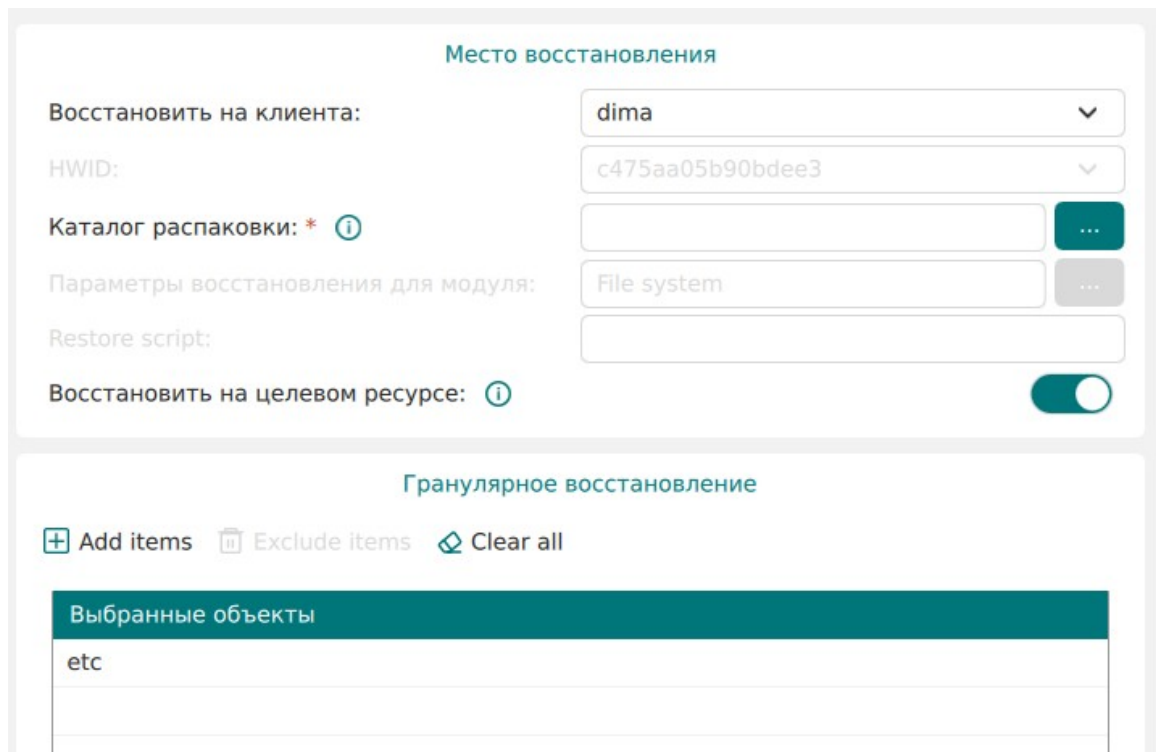 Место восстановления
Восстановить на клиента: dima
HWID: c475aa05b90bdee3
Каталог распаковки: * ...
Параметры восстановления для модуля: File system ...
Restore script:
Восстановить на целевом ресурсе:
Гранулярное восстановление
Add items Exclude items Clear all
Выбранные объекты
etc